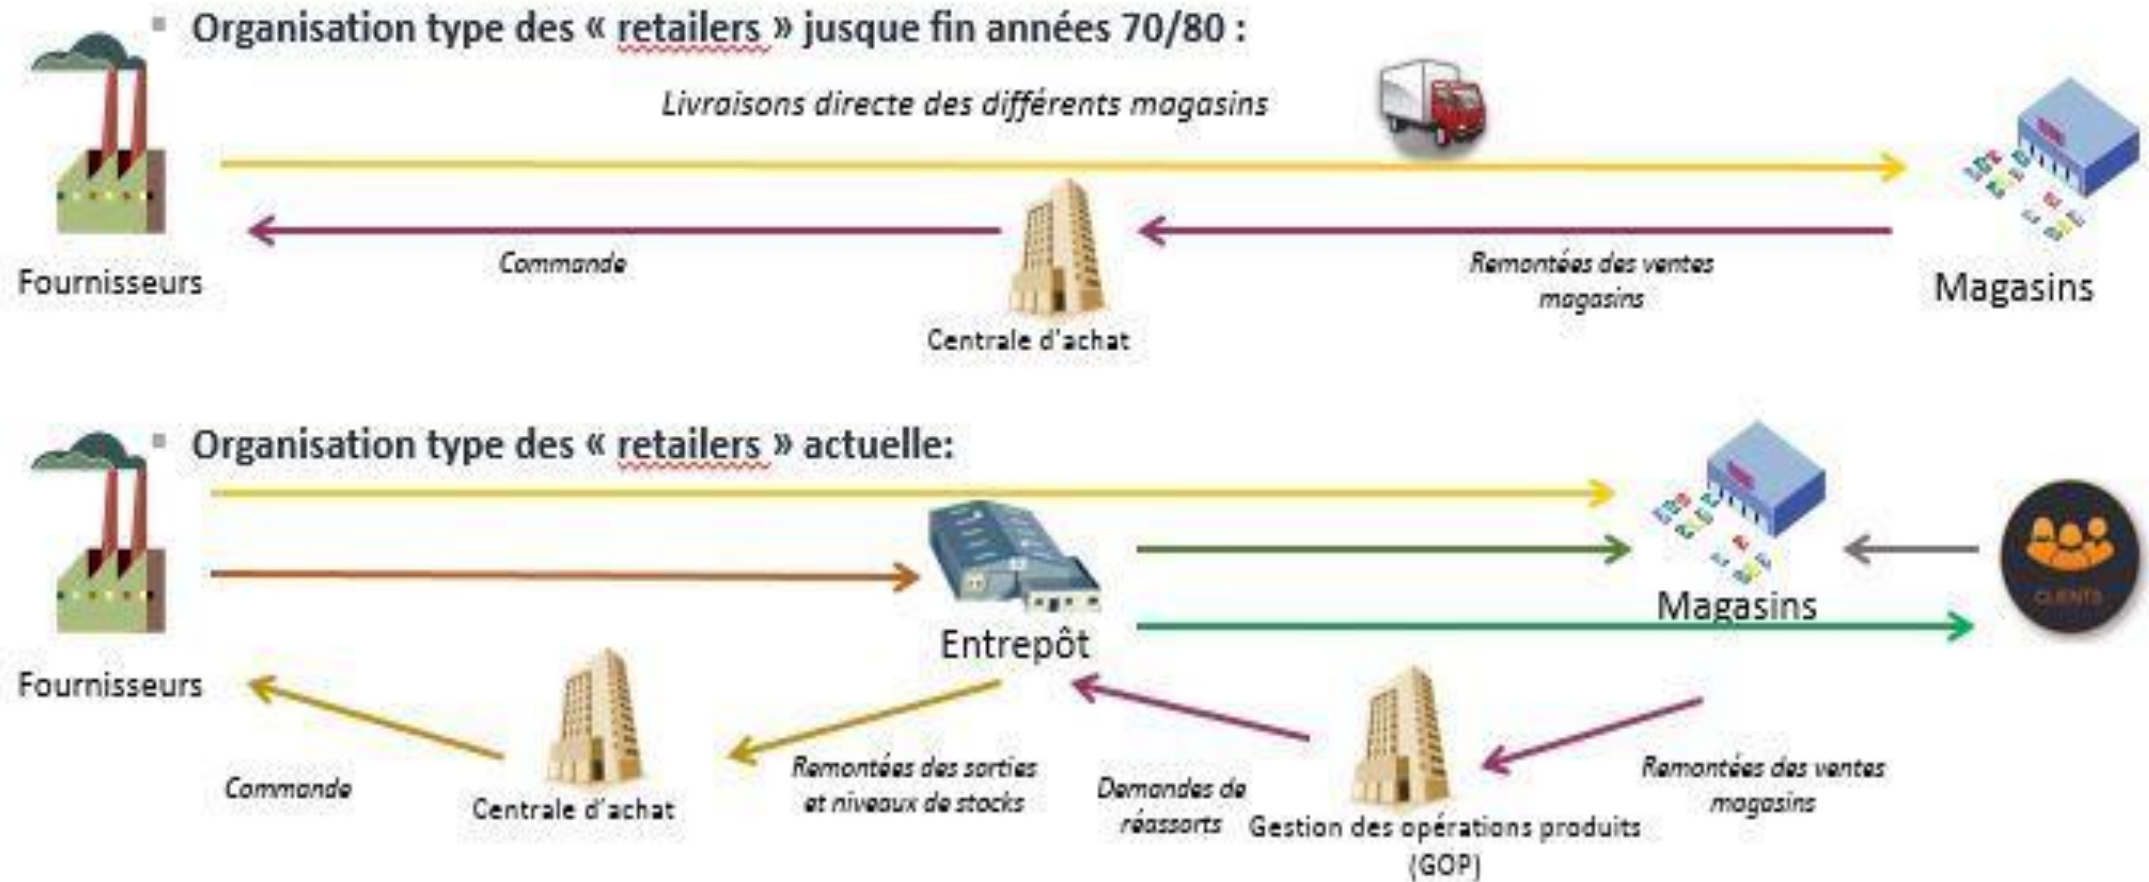 Organisation type des « retailers » jusque fin années 70/80 :
Livraisons directe des différents magasins
Commande
Remontées des ventes
magasins
Fournisseurs
Magasins
Centrale d'achat
Organisation type des « retailers » actuelle:
CLIENTS
Magasins
Entrepôt
Fournisseurs
Commande
Centrale d'achat
Remontées des sorties
et niveaux de stocks
Demandes de
réassorts
Gestion des opérations produits
(GOP)
Remontées des ventes
magasins